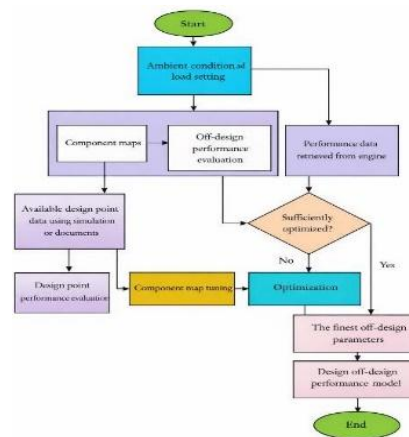 Start
Ambient condition and
load setting
Component maps
Off-design
performance evaluation
Performance data
retrieved from engine
Available design point
data using simulation
or documents
Sufficiently
optimized?
No
Yes
Design point
performance evaluation
Component map tuning
Optimization
The finest off-design
parameters
Design off-design
performance model
End